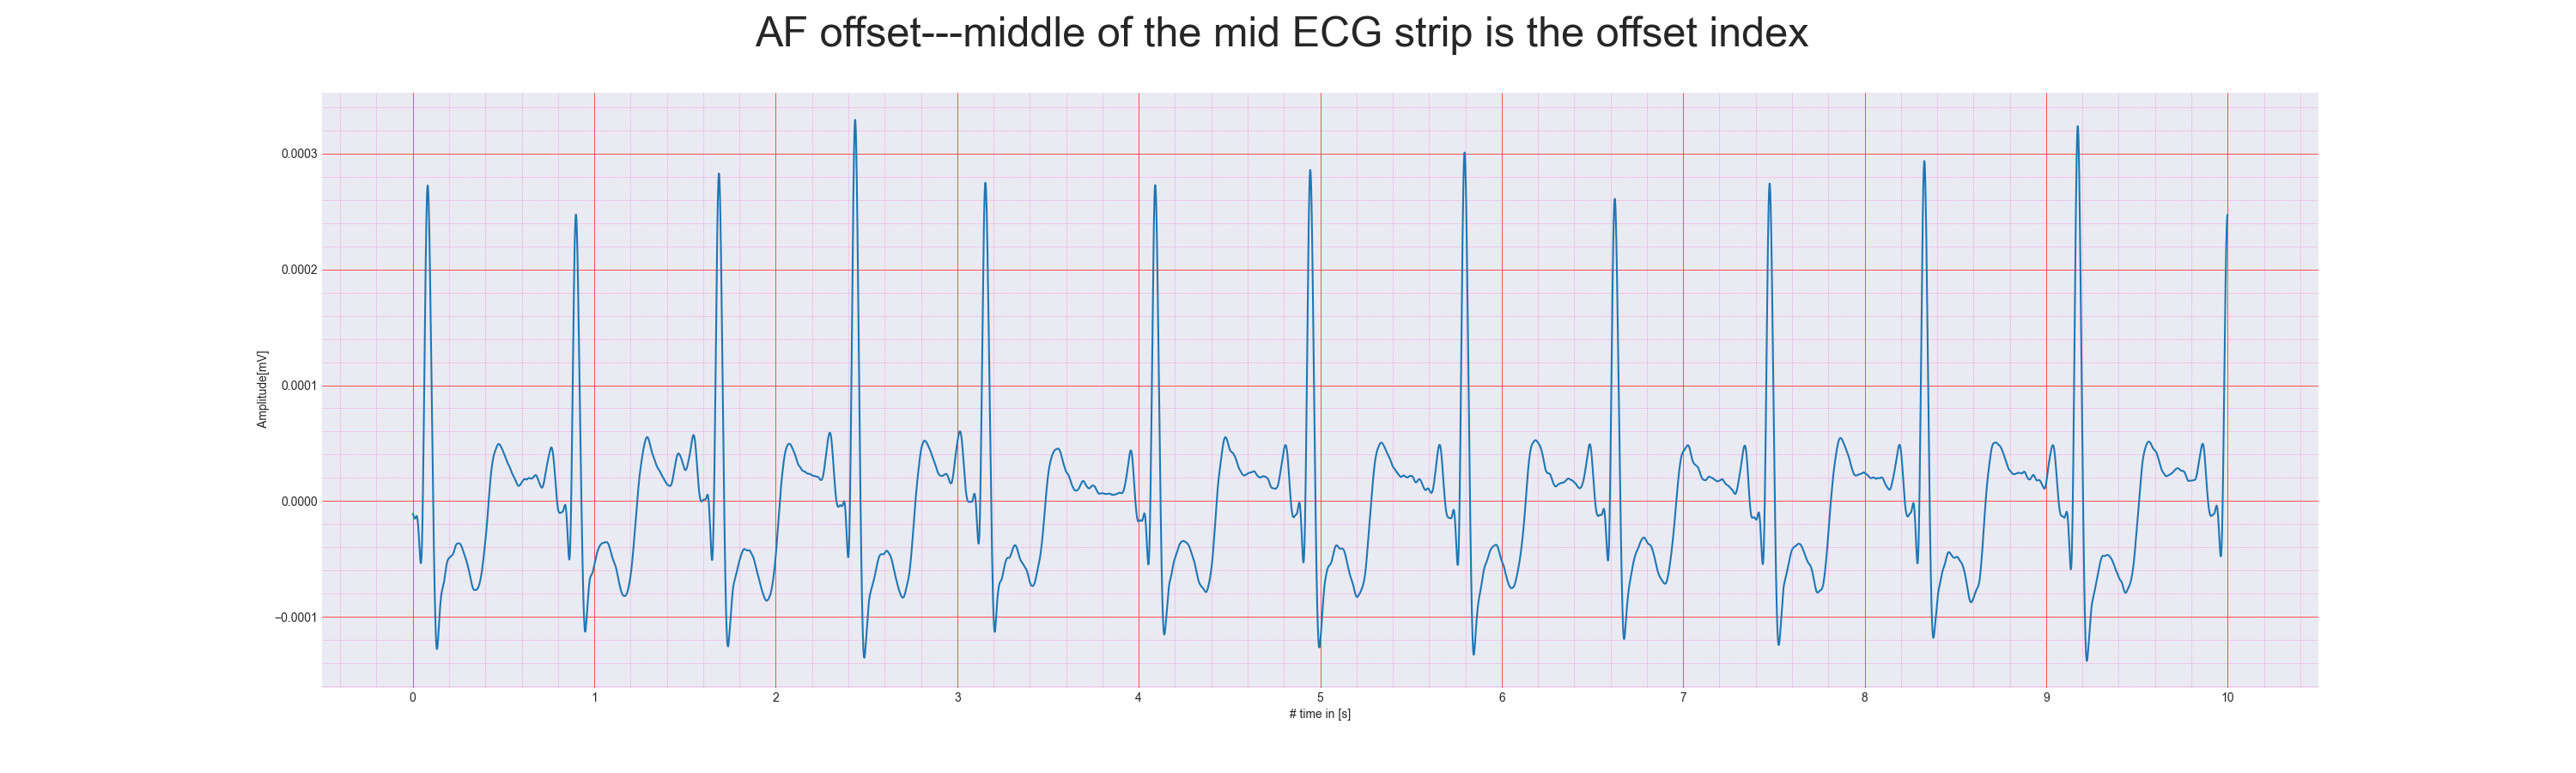 AF offset---middle of the mid ECG strip is the offset index
0.0003
0.0002
0.0001
0.0000
−0.0001
Amplitude[mV]
0 1 2 3 4 5 6 7 8 9 10
# time in [s]